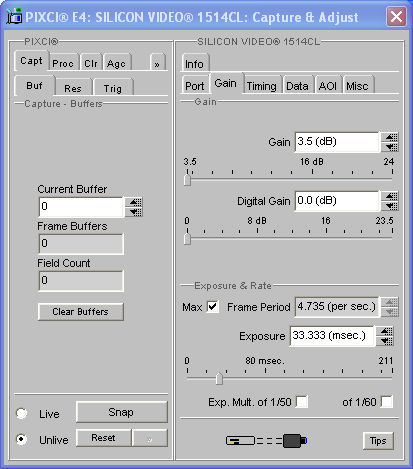 PIXCI® E4: SILICON VIDEO® 1514CL: Capture & Adjust
PIXCI®
Capt Proc Clr Agc »
Buf Res Trig
Capture - Buffers
Current Buffer
0
Frame Buffers
0
Field Count
0
Clear Buffers
Live Snap
Unlive Reset »
SILICON VIDEO® 1514CL
Info
Port Gain Timing Data AOI Misc
Gain
Gain 3.5 (dB)
3.5 16 dB 24
Digital Gain 0.0 (dB)
0 8 dB 16 23.5
Exposure & Rate
Max Frame Period 4.735 (per sec.)
Exposure 33.333 (msec.)
0 80 msec. 211
Exp. Mult. of 1/50 of 1/60
Tips